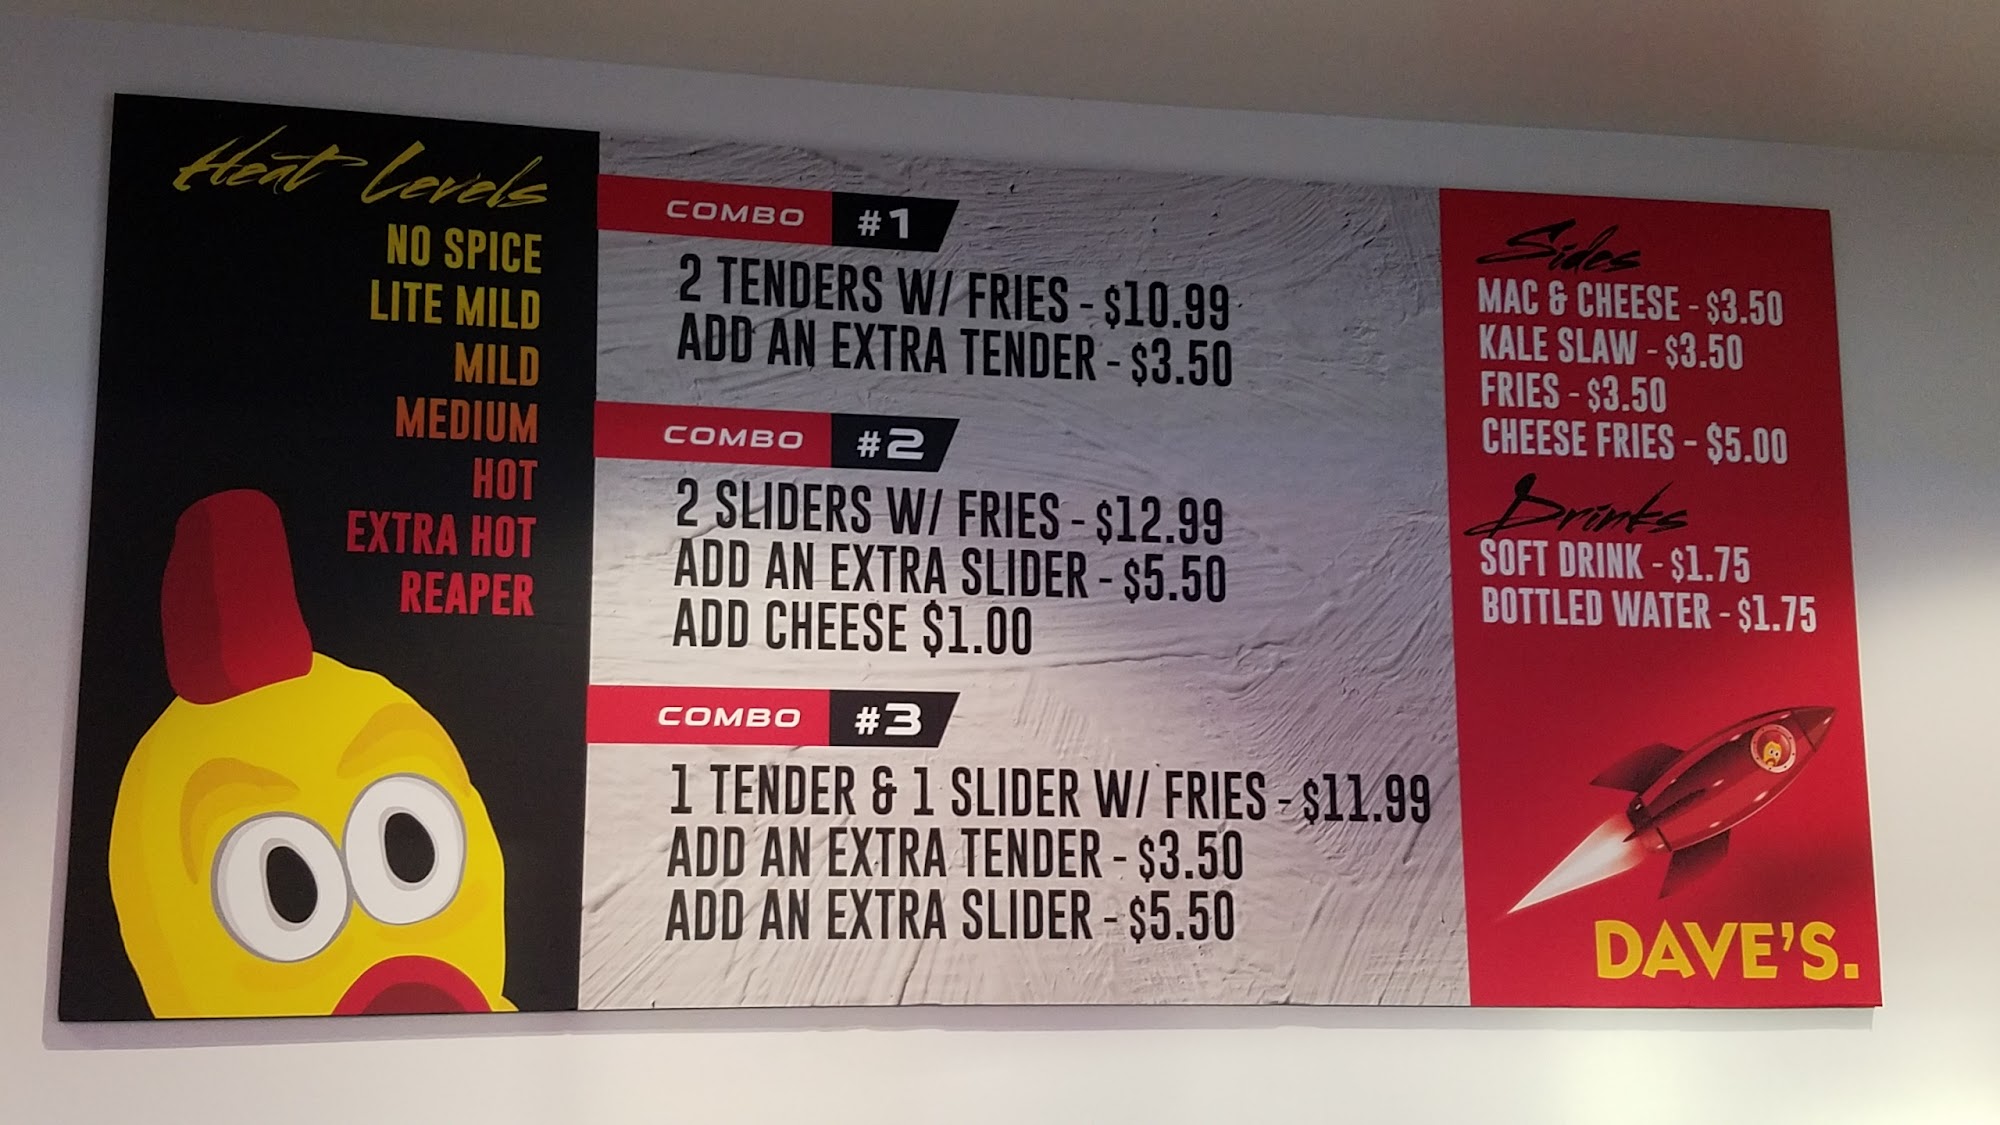 Heat Levels
NO SPICE
LITE MILD
MILD
MEDIUM
HOT
EXTRA HOT
REAPER
COMBO #1
2 TENDERS W/ FRIES - $10.99
ADD AN EXTRA TENDER - $3.50
COMBO #2
2 SLIDERS W/ FRIES - $12.99
ADD AN EXTRA SLIDER - $5.50
ADD CHEESE $1.00
COMBO #3
1 TENDER & 1 SLIDER W/ FRIES - $11.99
ADD AN EXTRA TENDER - $3.50
ADD AN EXTRA SLIDER - $5.50
Sides
MAC & CHEESE - $3.50
KALE SLAW - $3.50
FRIES - $3.50
CHEESE FRIES - $5.00
Drinks
SOFT DRINK - $1.75
BOTTLED WATER - $1.75
DAVE'S.